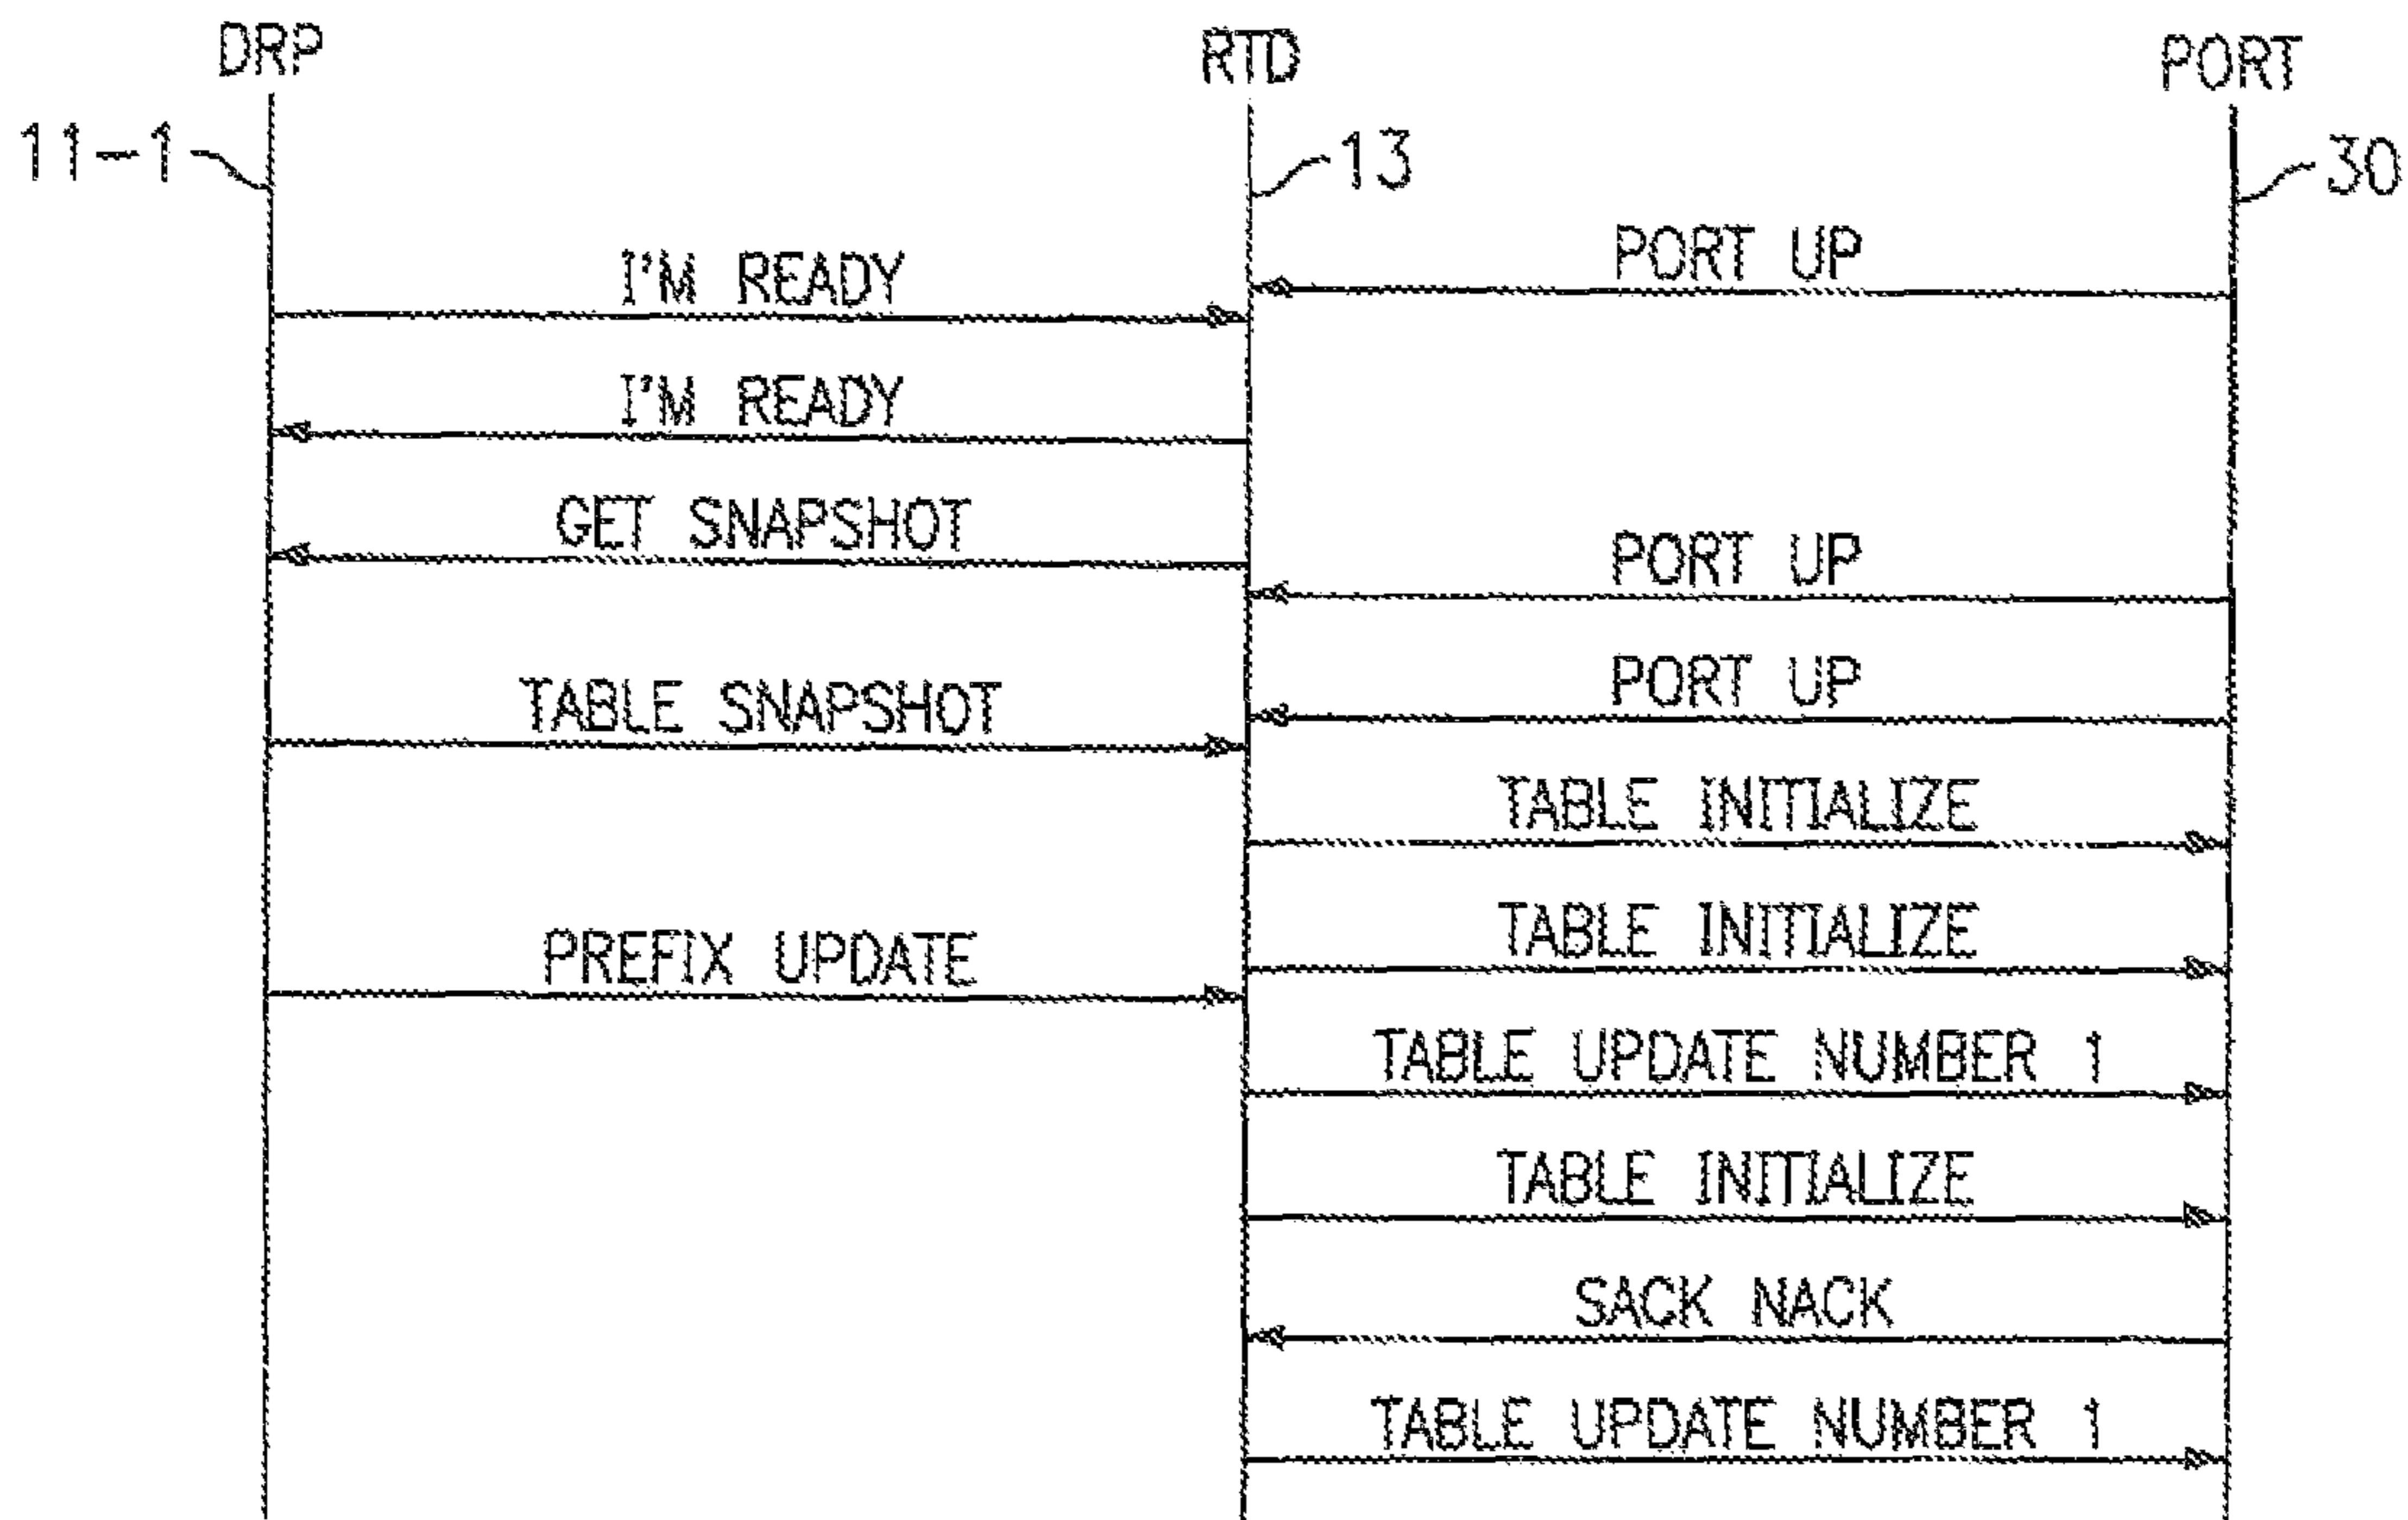 DRP RTD PORT
11-1 13 30
PORT UP
I'M READY
I'M READY
GET SNAPSHOT
PORT UP
PORT UP
TABLE SNAPSHOT
TABLE INITIALIZE
TABLE INITIALIZE
PREFIX UPDATE
TABLE UPDATE NUMBER 1
TABLE INITIALIZE
SACK NACK
TABLE UPDATE NUMBER 1